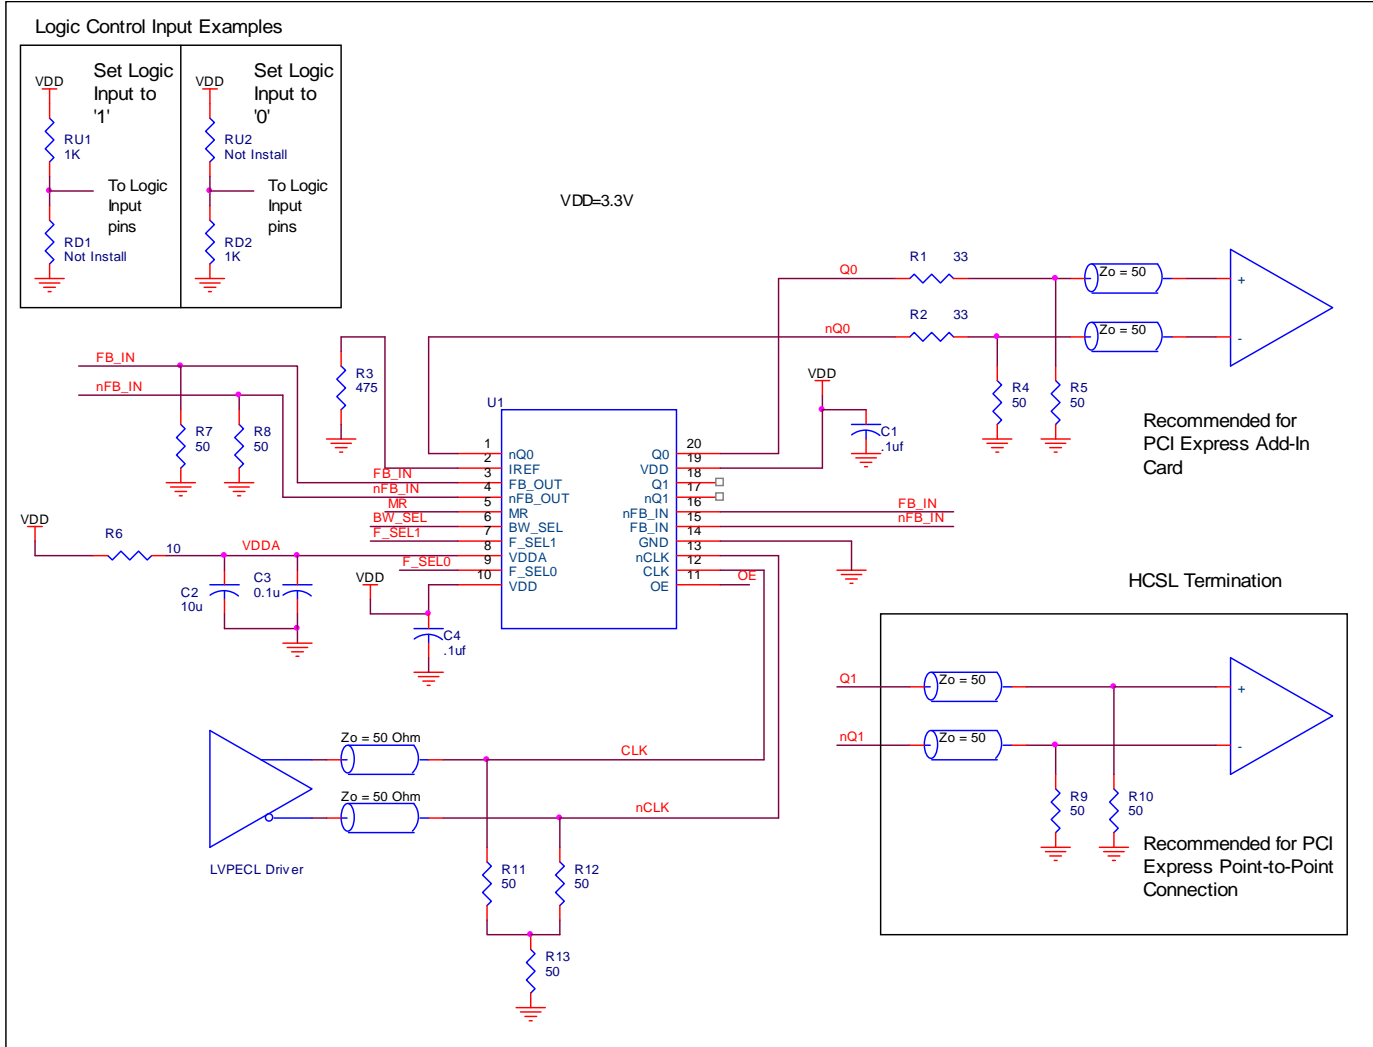 Logic Control Input Examples
Set Logic
Input to
'1'
VDD
RU1
1K
To Logic
Input
pins
RD1
Not Install
Set Logic
Input to
'0'
VDD
RU2
Not Install
To Logic
Input
pins
RD2
1K
VDD=3.3V
Q0
R1 33
Zo = 50
+
nQ0
R2 33
Zo = 50
-
R4
50
R5
50
Recommended for
PCI Express Add-In
Card
FB_IN
nFB_IN
R7
50
R8
50
R3
475
VDD
C1
.1uf
U1
1 nQ0
2 IREF
FB_IN 3 FB_OUT
nFB_IN 4 nFB_OUT
MR 5 MR
BW_SEL 6 BW_SEL
F_SEL1 7 F_SEL1
8 VDDA
F_SEL0 9 F_SEL0
10 VDD
Q0 20
VDD 19
Q1 18
nQ1 17
nFB_IN 16 FB_IN
FB_IN 15 nFB_IN
GND 14
nCLK 13
CLK 12
OE 11 OE
VDD
R6
10
VDDA
C2
10u
C3
0.1u
VDD
C4
.1uf
HCSL Termination
Q1
Zo = 50
+
nQ1
Zo = 50
-
R9
50
R10
50
Recommended for PCI
Express Point-to-Point
Connection
Zo = 50 Ohm
CLK
Zo = 50 Ohm
nCLK
LVPECL Driver
R11
50
R12
50
R13
50